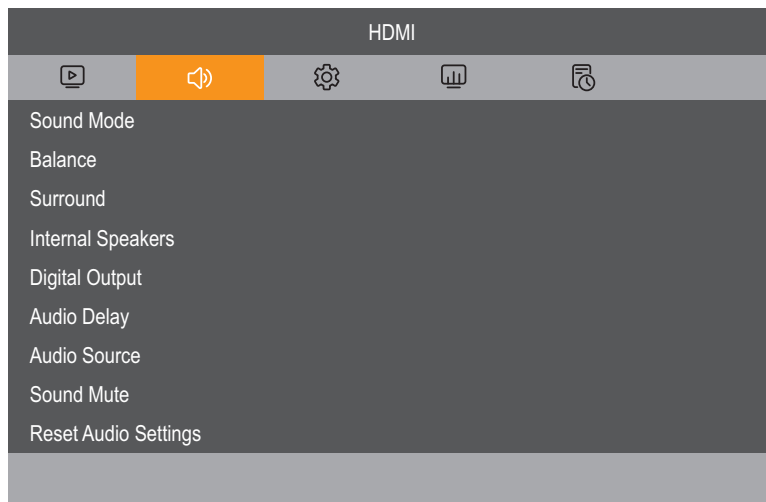 HDMI
Sound Mode
Balance
Surround
Internal Speakers
Digital Output
Audio Delay
Audio Source
Sound Mute
Reset Audio Settings